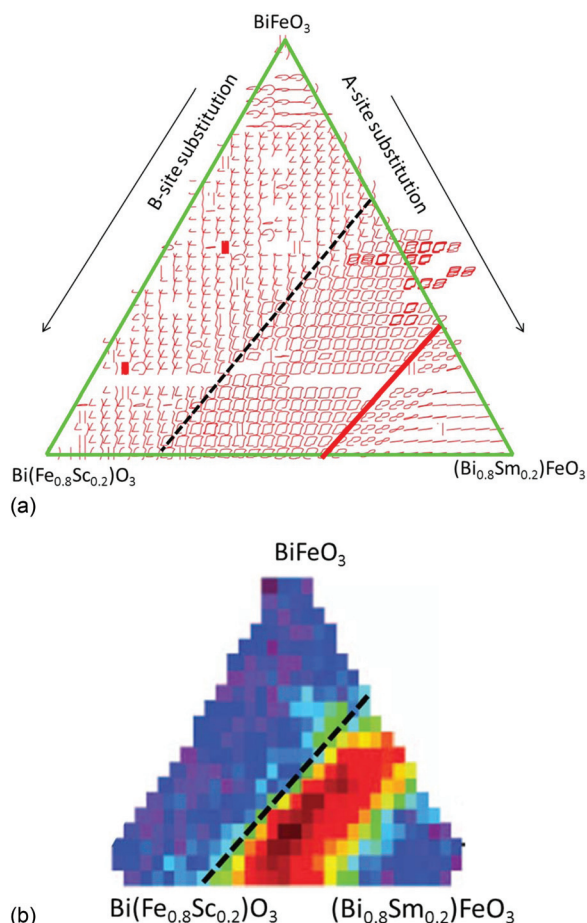 BiFeO₃
B-site substitution
A-site substitution
Bi(Fe₀.₈Sc₀.₂)O₃
(Bi₀.₈Sm₀.₂)FeO₃
(a)
BiFeO₃
Bi(Fe₀.₈Sc₀.₂)O₃
(Bi₀.₈Sm₀.₂)FeO₃
(b)